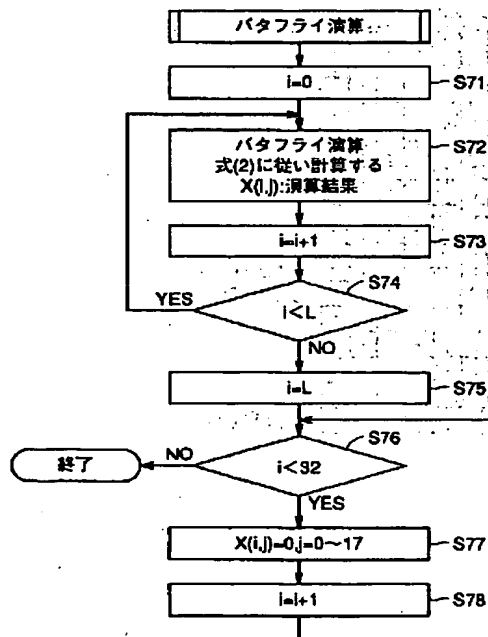 バタフライ演算
i=0
S71
バタフライ演算
式(2)に従い計算する
X(i,j):演算結果
S72
i=i+1
S73
S74
YES
i<L
NO
i=L
S75
S76
NO
終了
i<32
YES
X(i,j)=0,j=0～17
S77
i=i+1
S78